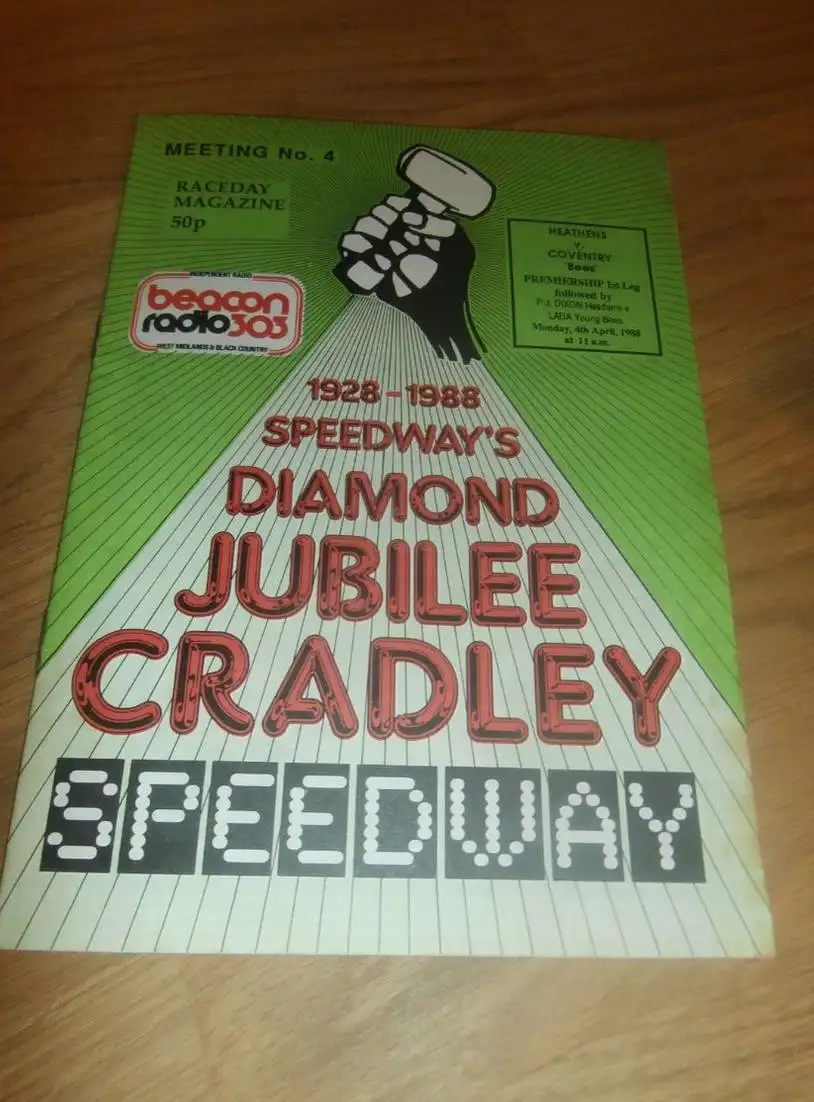 MEETING No. 4
RACEDAY
MAGAZINE
50p
INDEPENDENT RADIO
beacon
radio 303
WEST MIDLANDS & BLACK COUNTRY
HEATHENS
v.
COVENTRY
'Bees'
PREMIERSHIP 1st Leg
followed by
P.J. DIXON Heathens v
LADA Young Bees
Monday, 4th April, 1988
at 11 a.m.
1928-1988
SPEEDWAY'S
DIAMOND
JUBILEE
CRADLEY
SPEEDWAY